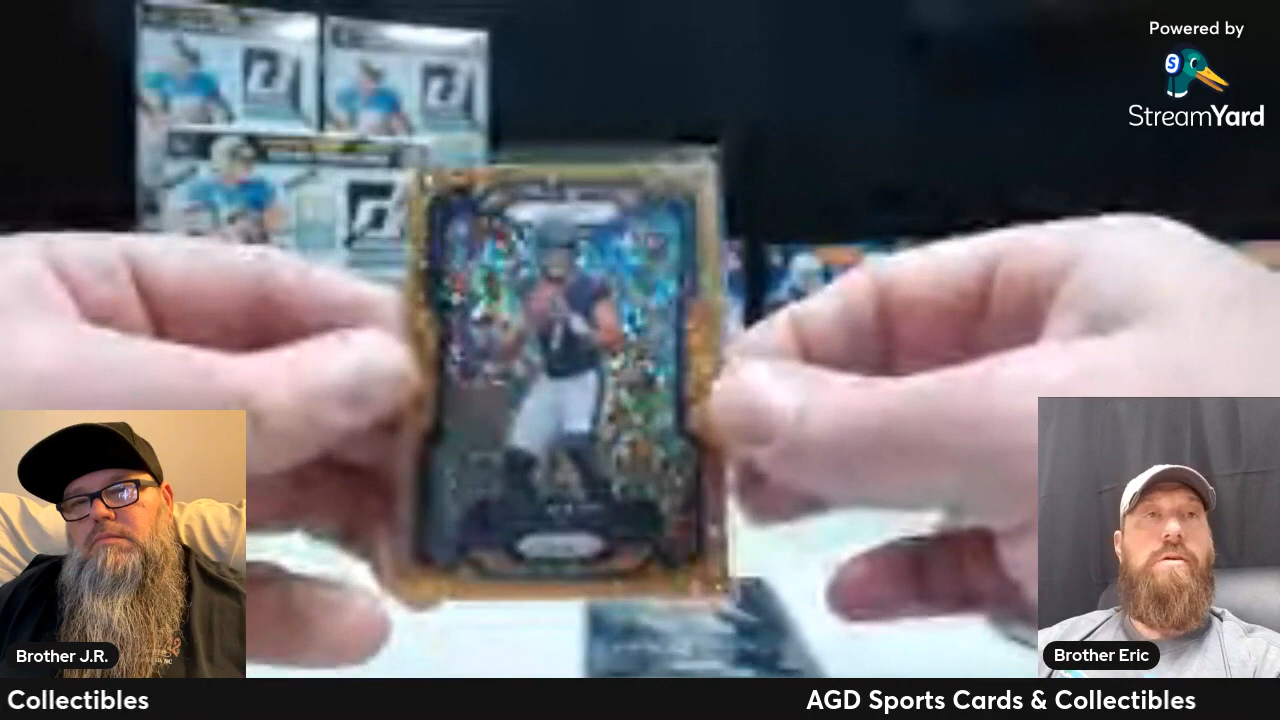 Powered by
StreamYard
Brother J.R.
Brother Eric
Collectibles
AGD Sports Cards & Collectibles